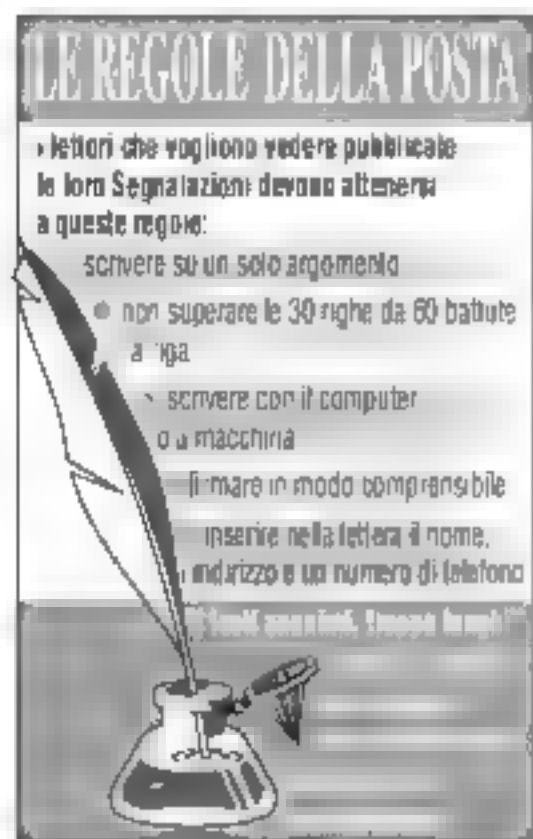 LE REGOLE DELLA POSTA
I lettori che vogliono vedere pubblicate
le loro Segnalazioni devono attenersi
a queste regole:
scrivere su un solo argomento
non superare le 30 righe da 60 battute
a riga
scrivere con il computer
o a macchina
firmare in modo comprensibile
inserire nella lettera il nome,
indirizzo e un numero di telefono